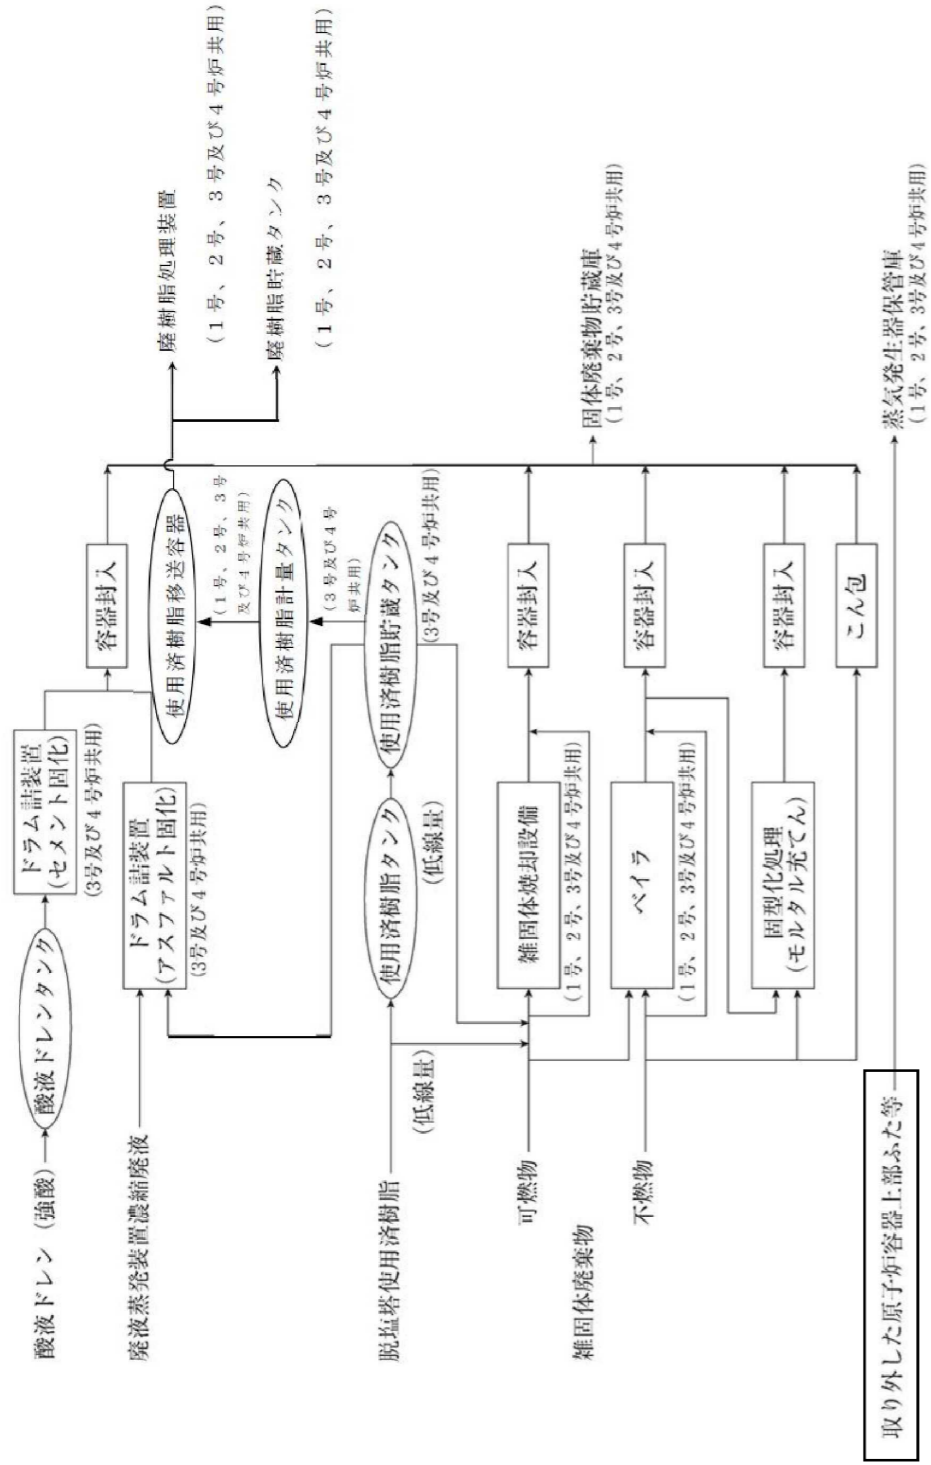 酸液ドレン(強酸)
酸液ドレンタンク
ドラム詰装置
(セメント固化)
(3号及び4号炉共用)
容器封入
廃液蒸発装置濃縮廃液
ドラム詰装置
(アスファルト固化)
(3号及び4号炉共用)
使用済樹脂移送容器
(1号、2号、3号
及び4号炉共用)
廃樹脂処理装置
(1号、2号、3号及び4号炉共用)
使用済樹脂計量タンク
(3号及び4号
炉共用)
廃樹脂貯蔵タンク
(1号、2号、3号及び4号炉共用)
脱塩塔使用済樹脂
(低線量)
使用済樹脂タンク
使用済樹脂貯蔵タンク
(3号及び4号炉共用)
(低線量)
雑固体廃棄物
可燃物
雑固体焼却設備
(1号、2号、3号及び4号炉共用)
容器封入
固体廃棄物貯蔵庫
(1号、2号、3号及び4号炉共用)
不燃物
ベイラ
(1号、2号、3号及び4号炉共用)
容器封入
固型化処理
(モルタル充てん)
容器封入
こん包
取り外した原子炉容器上部ふた等
蒸気発生器保管庫
(1号、2号、3号及び4号炉共用)